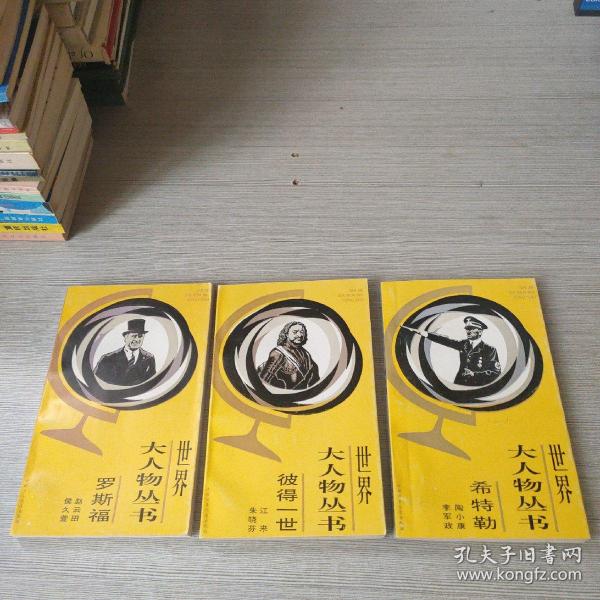 世界
大人物丛书
罗斯福
赵云田
侯久萱
世界
大人物丛书
彼得一世
江来
朱晓芬
世界
大人物丛书
希特勒
陶小康
李军政
孔夫子旧书网
www.kongfz.com